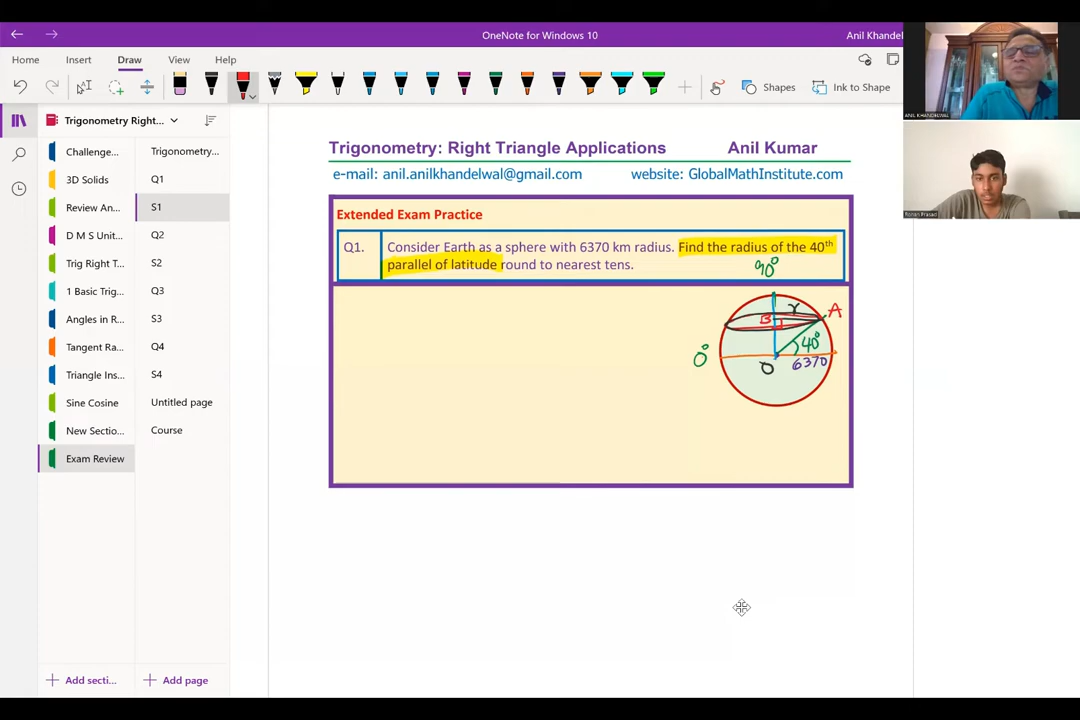 OneNote for Windows 10
Anil Khandel
Home
Insert
Draw
View
Help
Shapes
Ink to Shape
ANIL KHANDELWAL
Trigonometry Right...
Challenge...
3D Solids
Review An...
D M S Unit...
Trig Right T...
1 Basic Trig...
Angles in R...
Tangent Ra...
Triangle Ins...
Sine Cosine
New Sectio...
Exam Review
Trigonometry...
Q1
S1
Q2
S2
Q3
S3
Q4
S4
Untitled page
Course
Add secti...
Add page
Trigonometry: Right Triangle Applications
Anil Kumar
e-mail: anil.anilkhandelwal@gmail.com
website: GlobalMathInstitute.com
Extended Exam Practice
Q1.
Consider Earth as a sphere with 6370 km radius. Find the radius of the 40th
parallel of latitude round to nearest tens.
90°
r
A
B
40°
0°
O
6370
Rohan Prasad